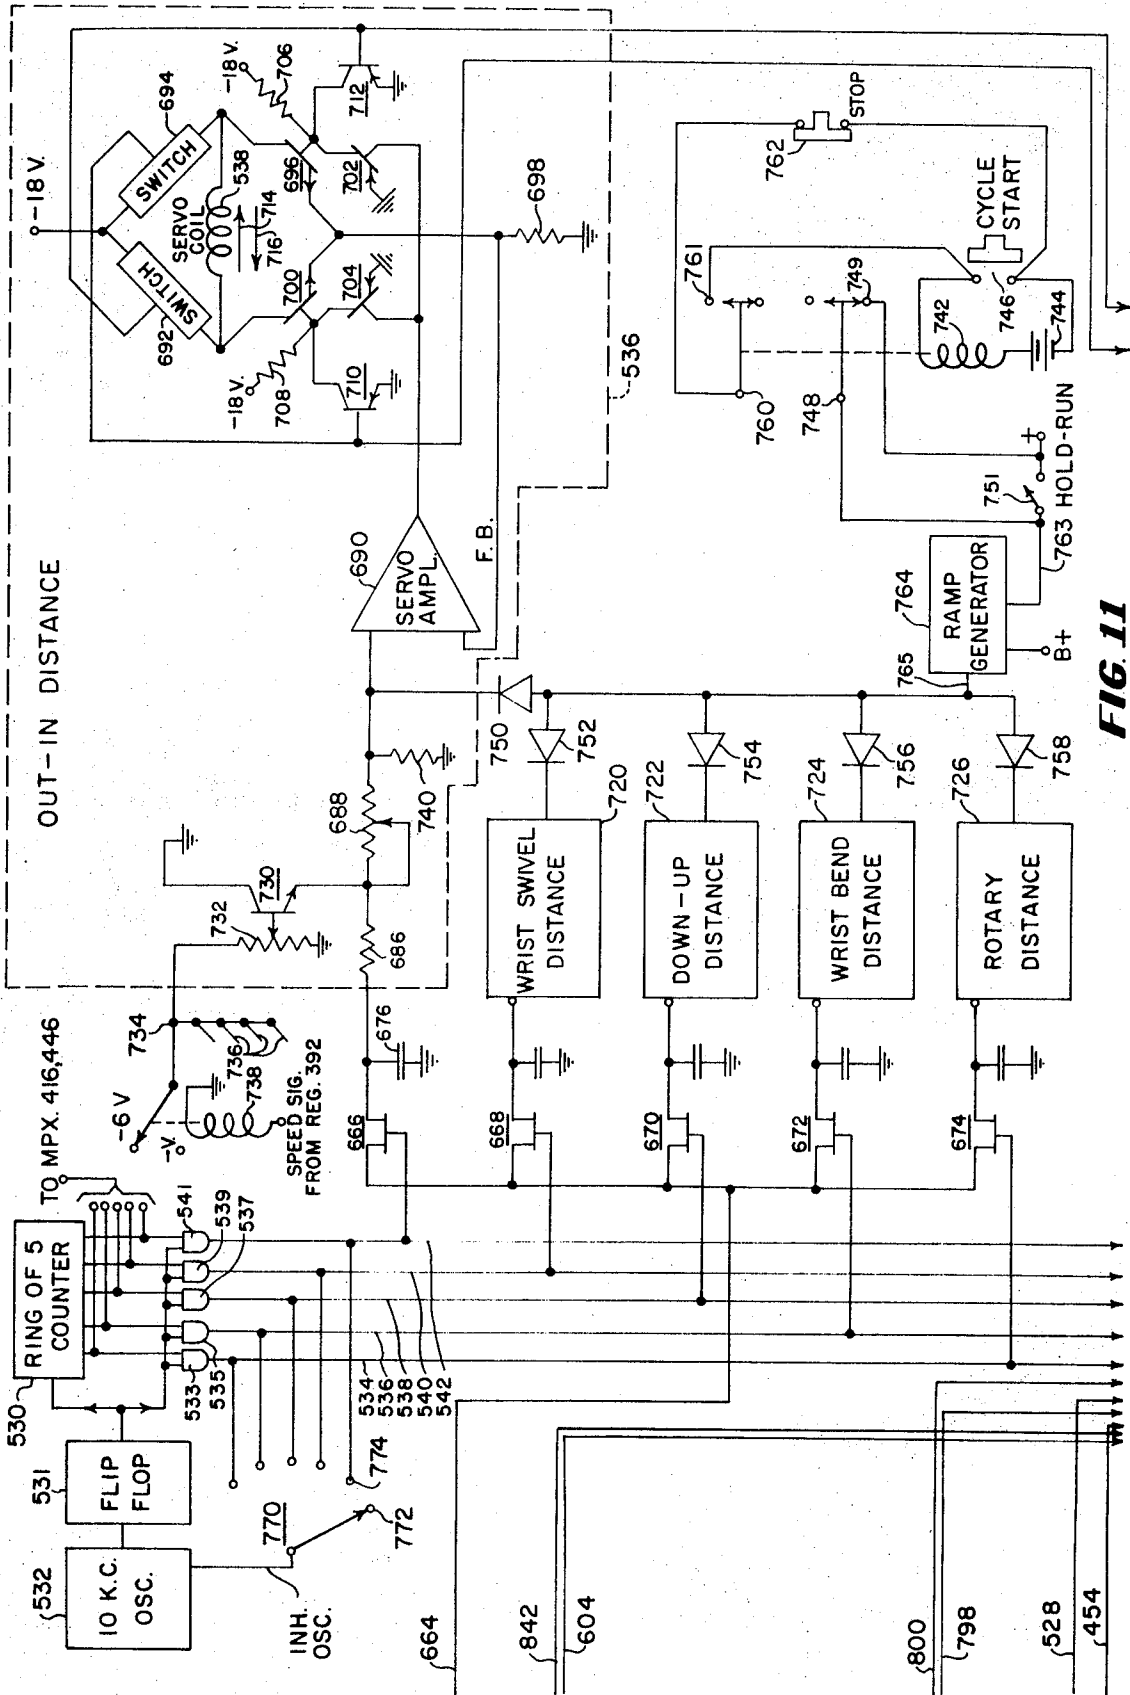 OUT-IN DISTANCE
-18 V.
694
SWITCH
692
SWITCH
SERVO
COIL
538
714
716
-18 V.
706
696
700
712
702
704
-18 V.
708
710
698
536
690
SERVO
AMPL.
F. B.
762
STOP
761
760
748
749
742
746
CYCLE
START
744
751
+
763 HOLD-RUN
764
RAMP
GENERATOR
765
B+
750
752
754
756
758
688
740
730
732
686
734
-6 V
-V.
736
738
SPEED SIG.
FROM REG. 392
676
666
668
670
672
674
720
WRIST SWIVEL
DISTANCE
722
DOWN-UP
DISTANCE
724
WRIST BEND
DISTANCE
726
ROTARY
DISTANCE
TO MPX. 416,446
RING OF 5
COUNTER
530
541
539
537
535
533
534
536
538
540
542
531
FLIP
FLOP
532
10 K.C.
OSC.
INH.
OSC.
770
772
774
664
842
604
800
798
528
454
FIG. 11